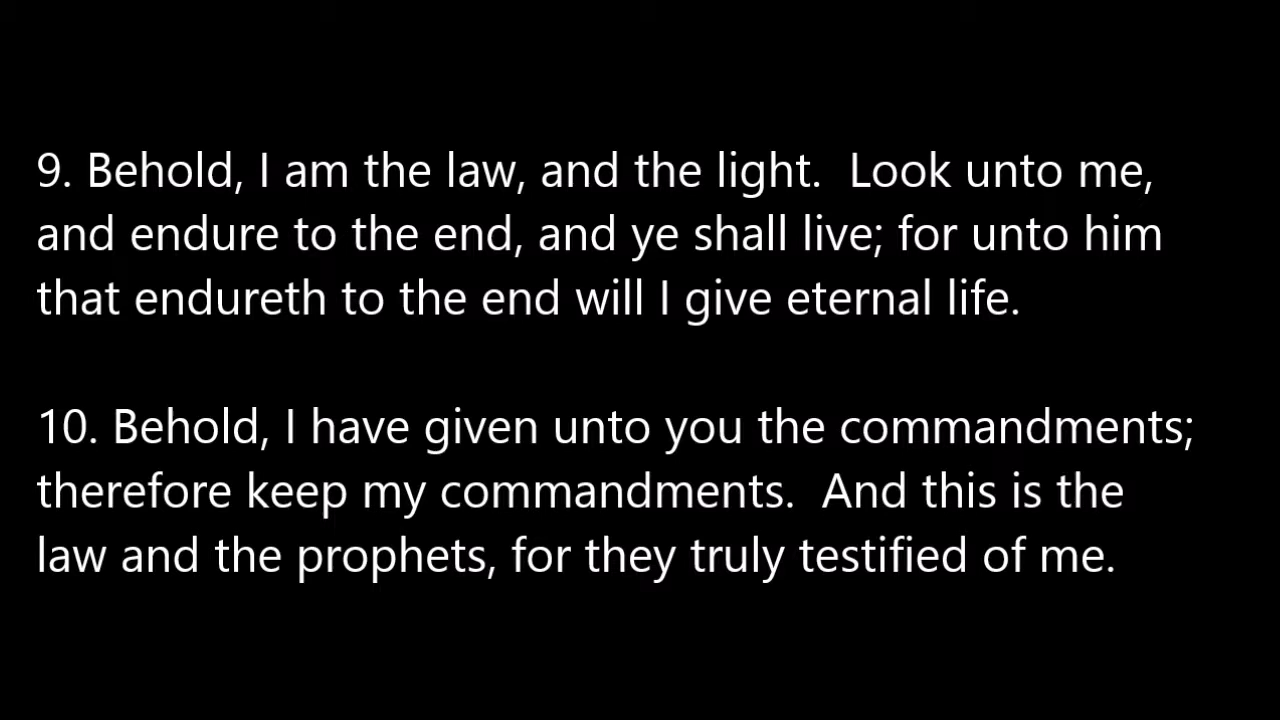 9. Behold, I am the law, and the light.  Look unto me,
and endure to the end, and ye shall live; for unto him
that endureth to the end will I give eternal life.
10. Behold, I have given unto you the commandments;
therefore keep my commandments.  And this is the
law and the prophets, for they truly testified of me.